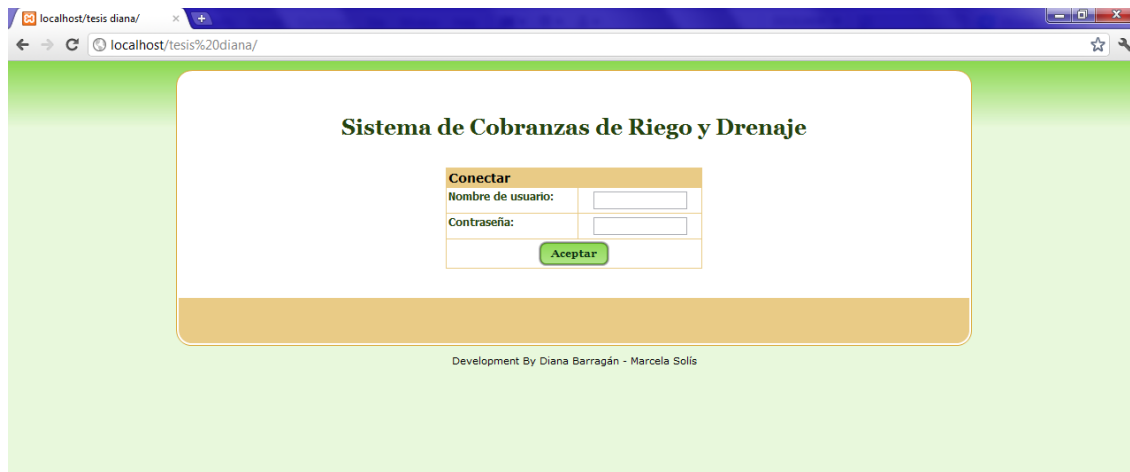 localhost/tesis diana/
localhost/tesis%20diana/
Sistema de Cobranzas de Riego y Drenaje
Conectar
Nombre de usuario:
Contraseña:
Aceptar
Development By Diana Barragán - Marcela Solís